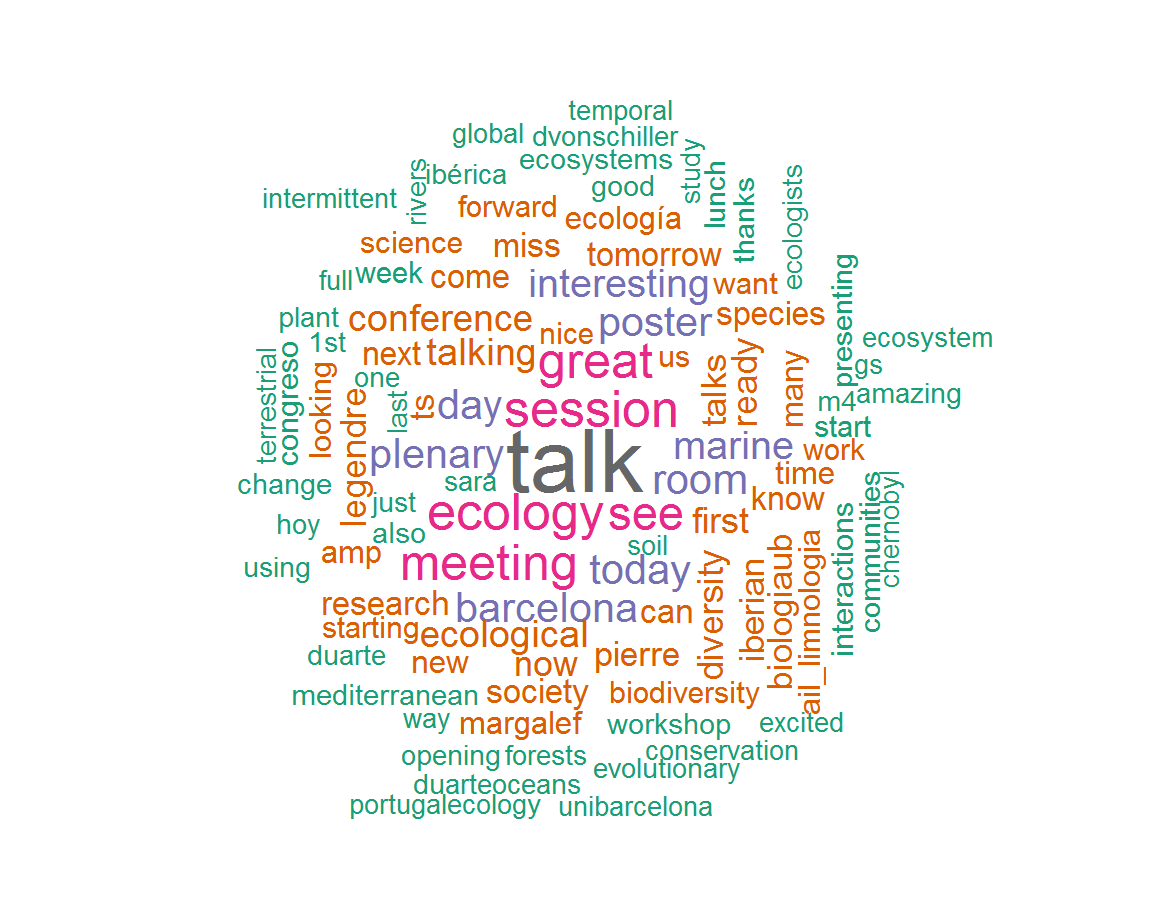 temporal
global
dvonschiller
ecosystems
study
ibérica
rivers
lunch
good
thanks
ecologists
intermittent
forward
ecología
science
miss
tomorrow
full
week
come
interesting
want
presenting
plant
conference
nice
poster
species
ecosystem
1st
next
talking
great
us
talks
ready
many
gs
terrestrial
congreso
looking
one
last
ts
day
session
m4
amazing
start
legendre
plenary
talk
marine
work
change
sara
room
time
know
just
ecology
see
first
hoy
also
soil
interactions
communities
chernobyl
using
amp
meeting
today
diversity
iberian
biologiaub
ail_limnologia
research
barcelona
can
starting
ecological
duarte
new
now
pierre
mediterranean
society
biodiversity
way
margalef
workshop
excited
opening
forests
conservation
evolutionary
duarteoceans
portugalecology
unibarcelona